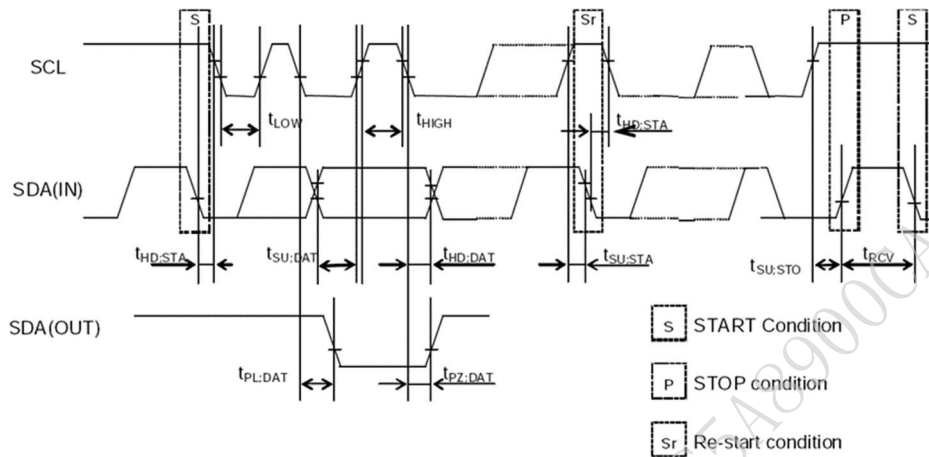 S
Sr
P
S
SCL
tLOW
tHIGH
tHD;STA
SDA(IN)
tHD;STA
tSU;DAT
tHD;DAT
tSU;STA
tSU;STO
tRCV
SDA(OUT)
tPL;DAT
tPZ;DAT
S START Condition
P STOP condition
Sr Re-start condition